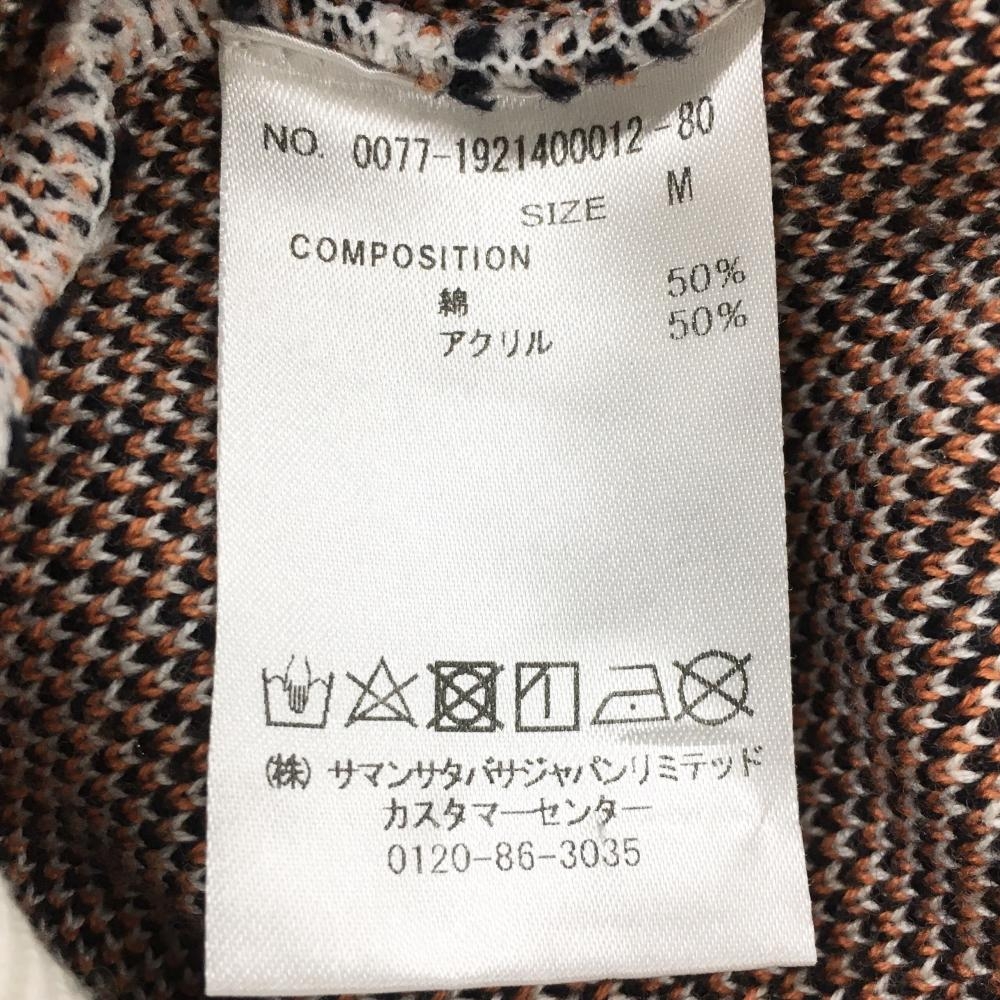 NO. 0077-1921400012-80
SIZE M
COMPOSITION
綿 50%
アクリル 50%
(株) サマンサタバサジャパンリミテッド
カスタマーセンター
0120-86-3035